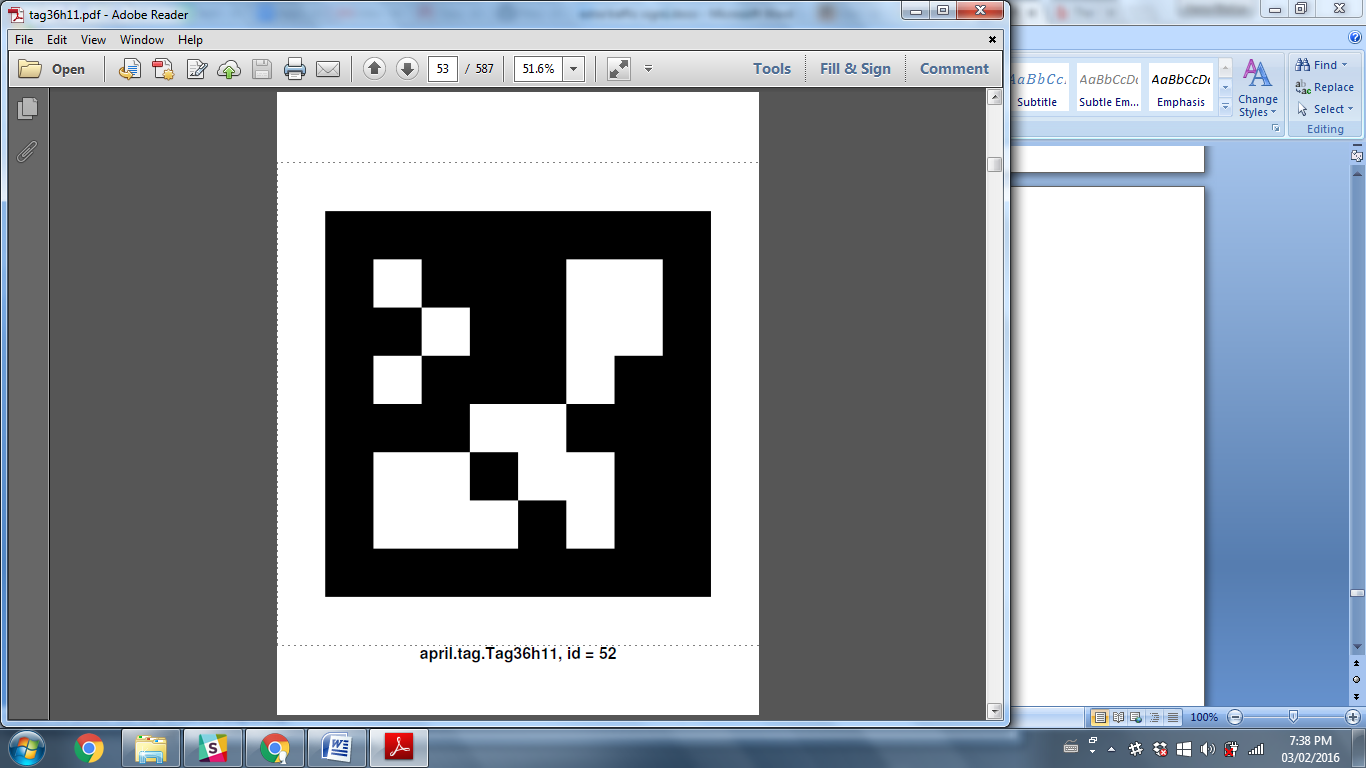 tag36h11.pdf - Adobe Reader
File Edit View Window Help
Open 53 / 587 51.6% Tools Fill & Sign Comment
AaBbCc. AaBbCcDc AaBbCcDc
Subtitle Subtle Em... Emphasis
Change Styles
Find
Replace
Select
Editing
april.tag.Tag36h11, id = 52
100%
7:38 PM
03/02/2016